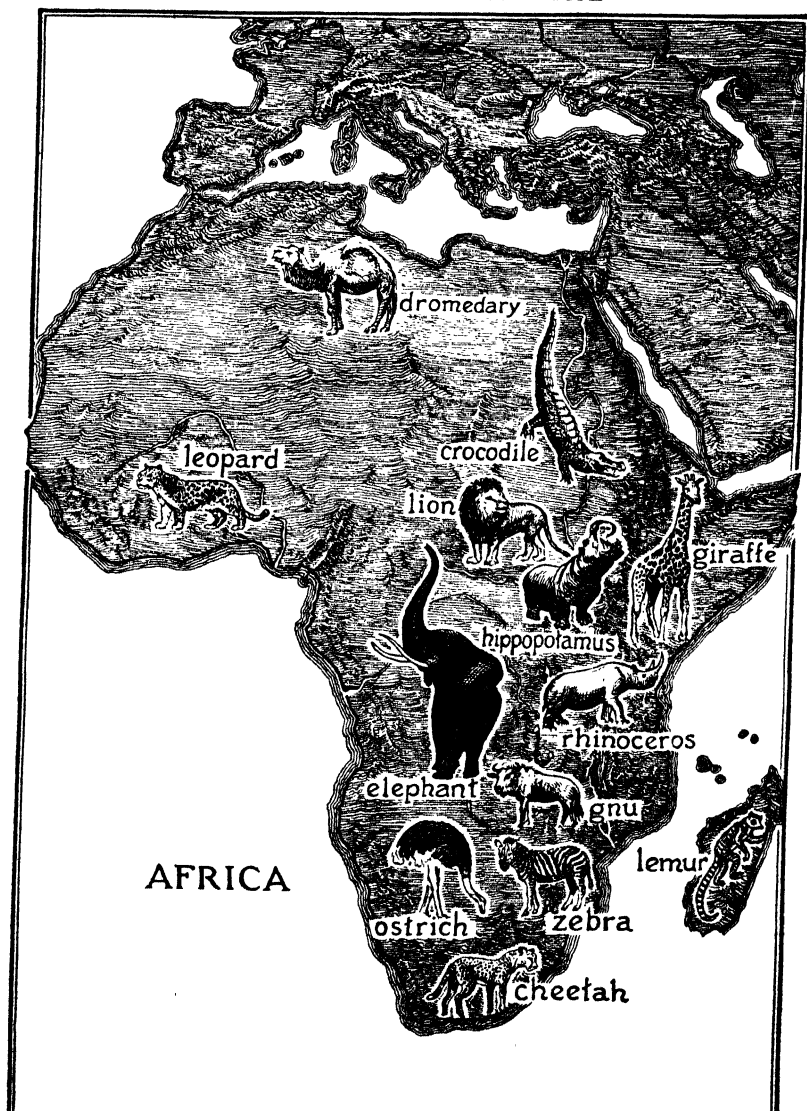 dromedary
crocodile
leopard
lion
giraffe
hippopotamus
rhinoceros
elephant
gnu
lemur
AFRICA
ostrich
zebra
cheetah